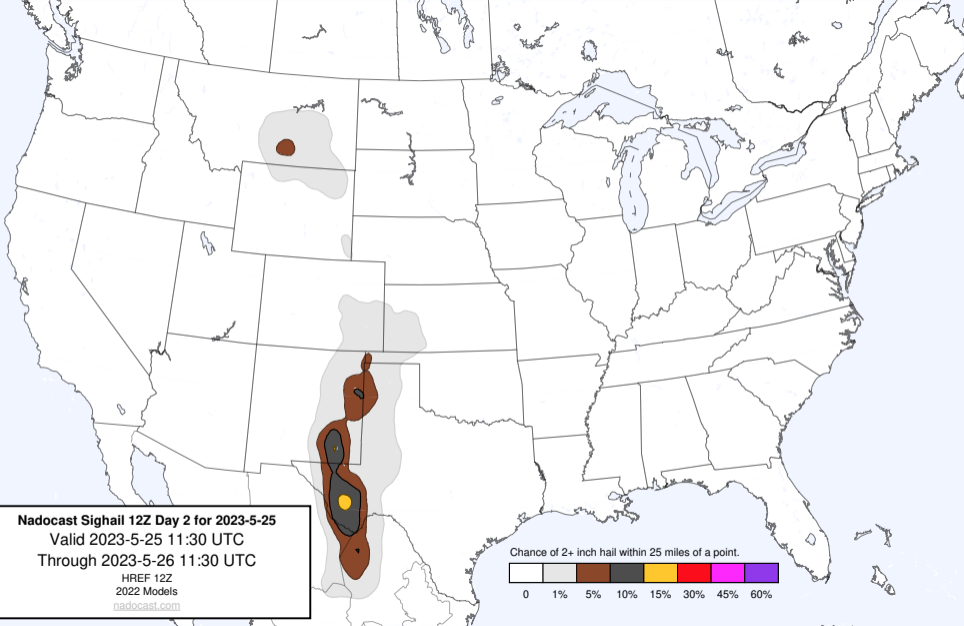 Nadocast Sighail 12Z Day 2 for 2023-5-25
Valid 2023-5-25 11:30 UTC
Through 2023-5-26 11:30 UTC
HREF 12Z
2022 Models
nadocast.com
Chance of 2+ inch hail within 25 miles of a point.
0 1% 5% 10% 15% 30% 45% 60%